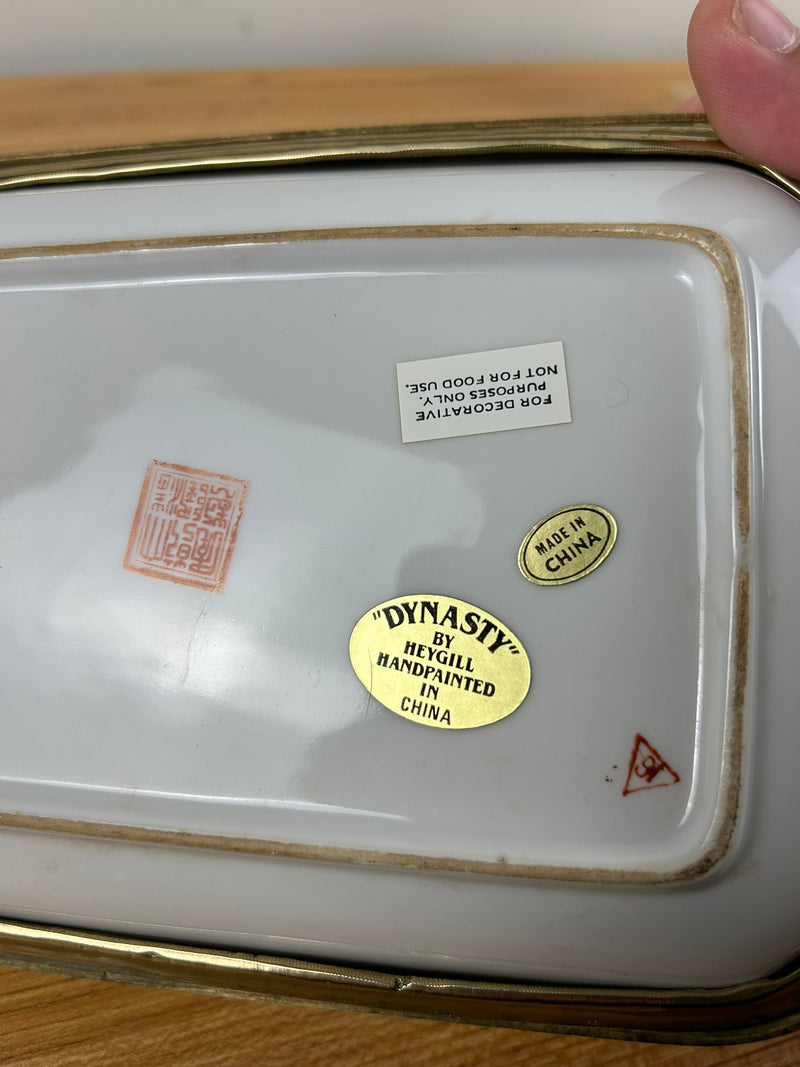 FOR DECORATIVE
PURPOSES ONLY.
NOT FOR FOOD USE.
MADE IN
CHINA
"DYNASTY"
BY
HEYGILL
HANDPAINTED
IN
CHINA